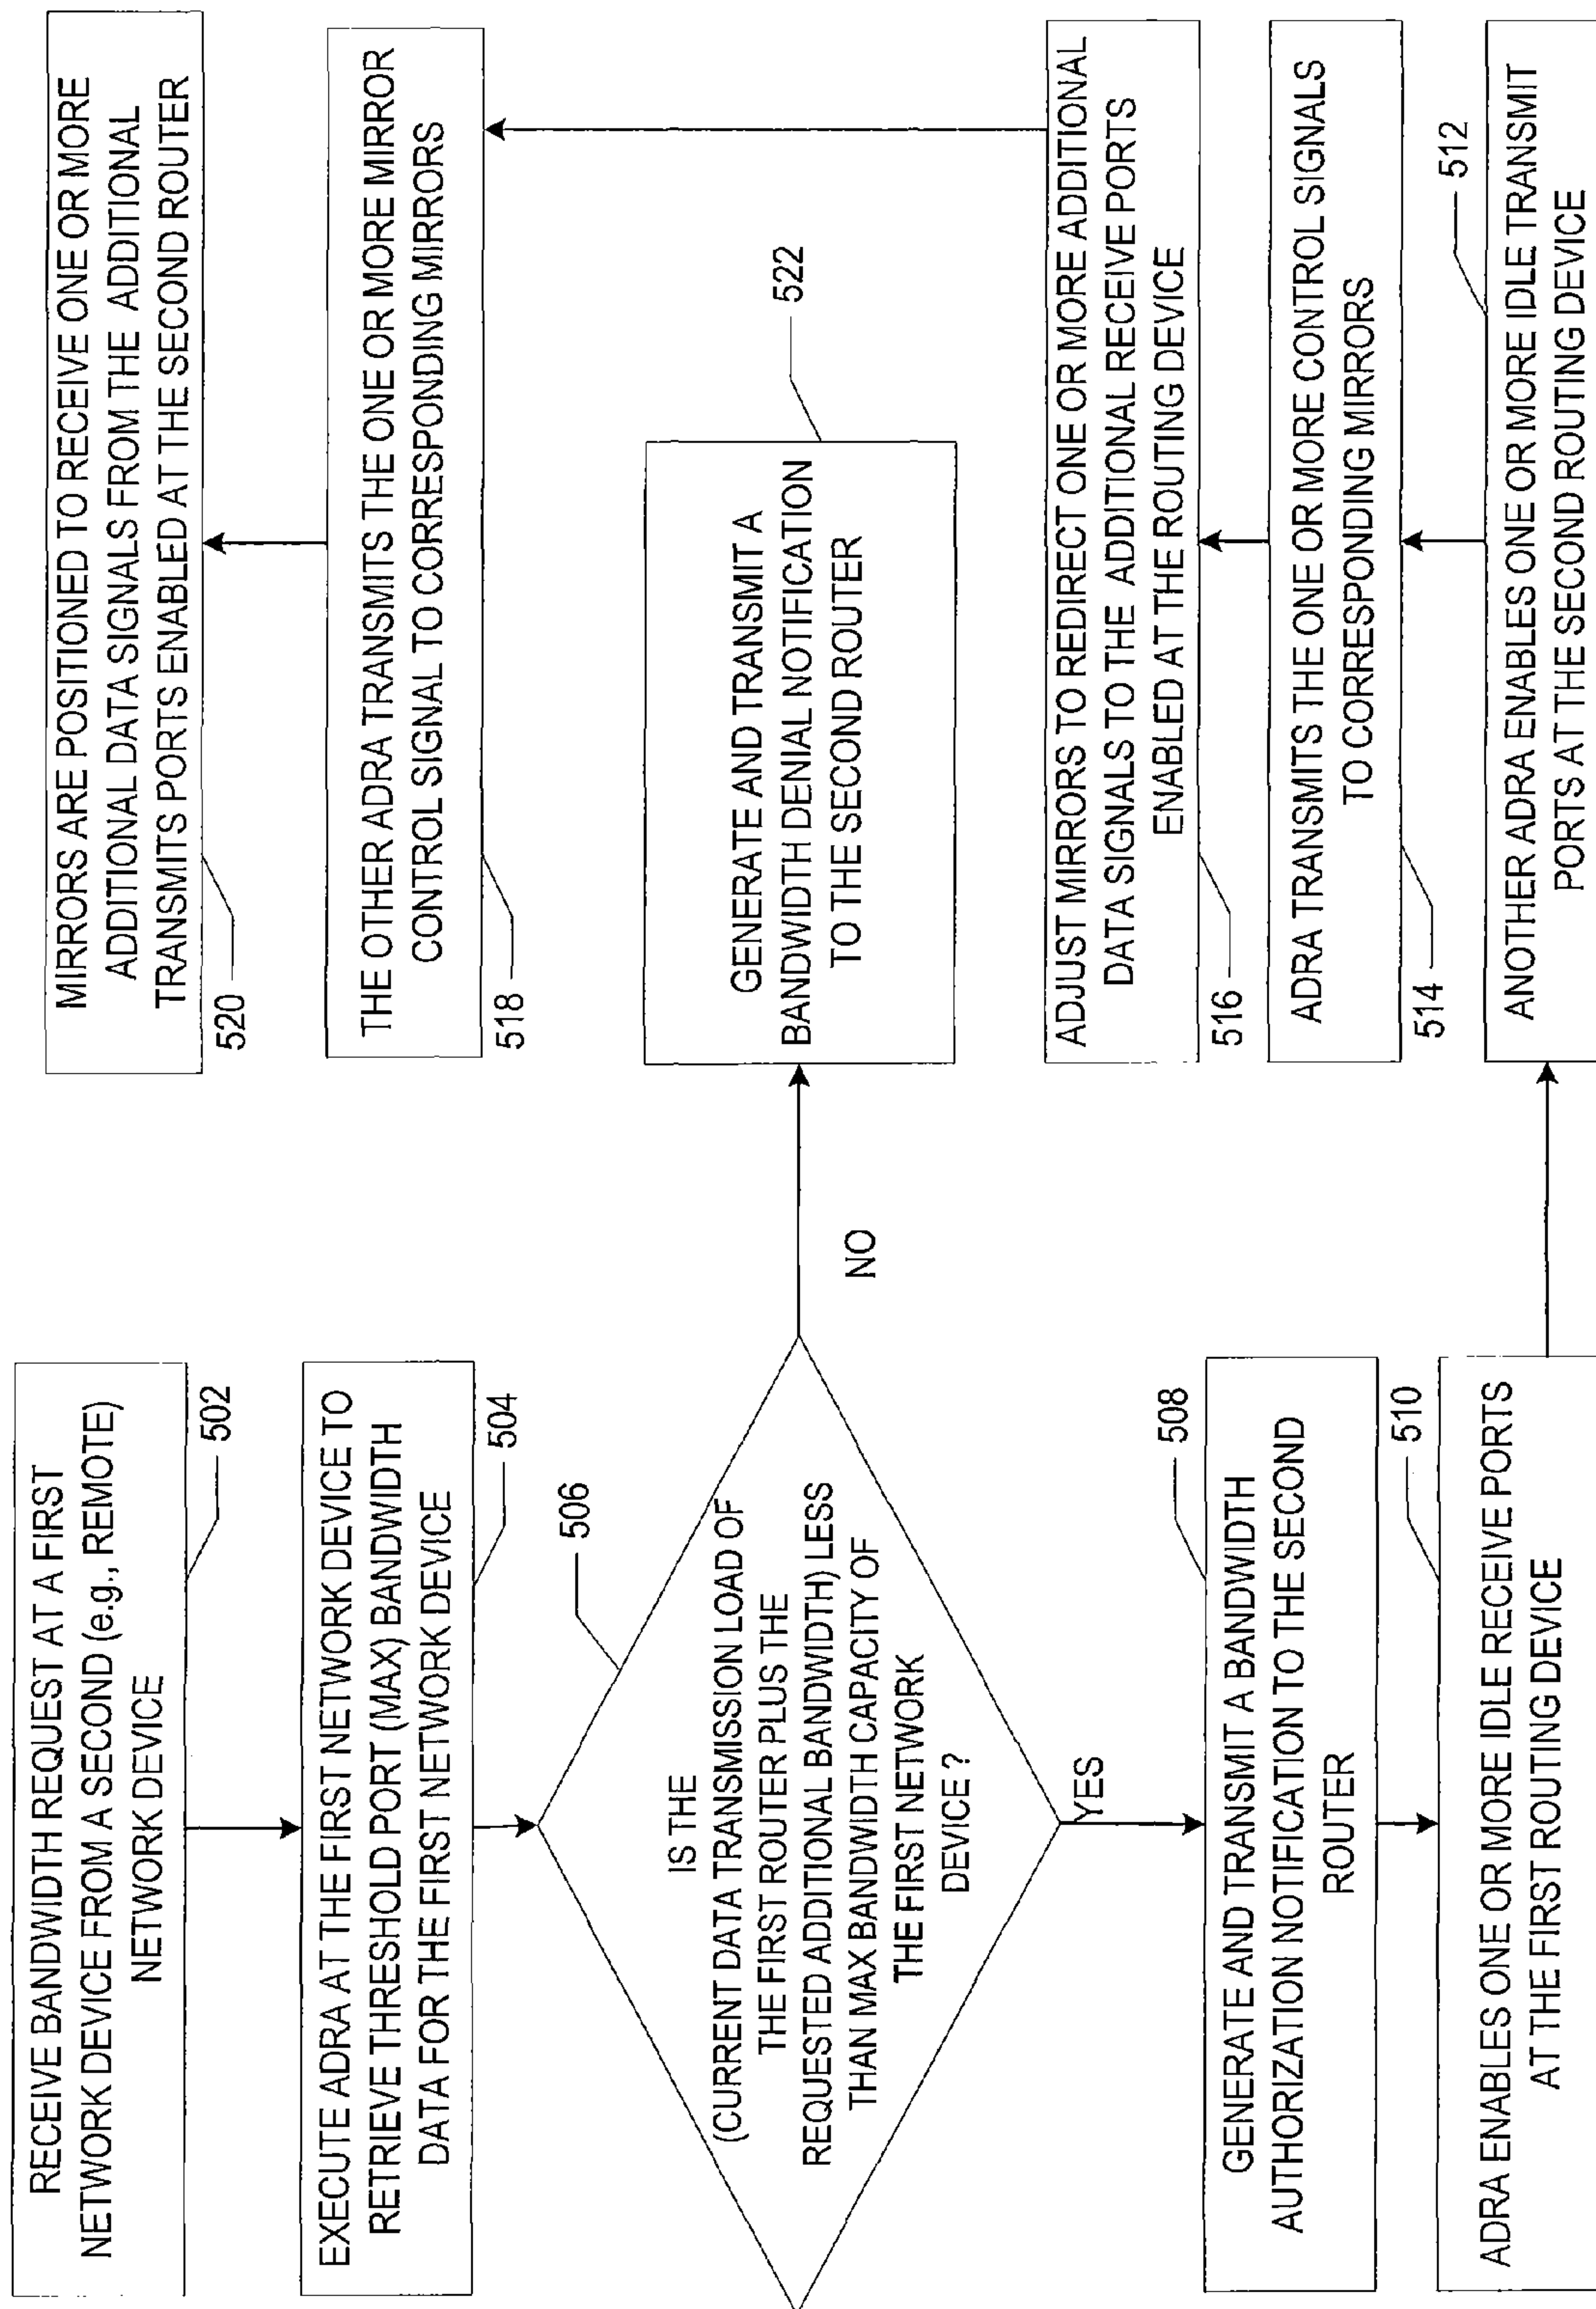 RECEIVE BANDWIDTH REQUEST AT A FIRST
NETWORK DEVICE FROM A SECOND (e.g., REMOTE)
NETWORK DEVICE
502
EXECUTE ADRA AT THE FIRST NETWORK DEVICE TO
RETRIEVE THRESHOLD PORT (MAX) BANDWIDTH
DATA FOR THE FIRST NETWORK DEVICE
504
506
IS THE
(CURRENT DATA TRANSMISSION LOAD OF
THE FIRST ROUTER PLUS THE
REQUESTED ADDITIONAL BANDWIDTH) LESS
THAN MAX BANDWIDTH CAPACITY OF
THE FIRST NETWORK
DEVICE ?
NO
YES
508
GENERATE AND TRANSMIT A BANDWIDTH
AUTHORIZATION NOTIFICATION TO THE SECOND
ROUTER
510
ADRA ENABLES ONE OR MORE IDLE RECEIVE PORTS
AT THE FIRST ROUTING DEVICE
512
ANOTHER ADRA ENABLES ONE OR MORE IDLE TRANSMIT
PORTS AT THE SECOND ROUTING DEVICE
ADRA TRANSMITS THE ONE OR MORE CONTROL SIGNALS
TO CORRESPONDING MIRRORS
514
ADJUST MIRRORS TO REDIRECT ONE OR MORE ADDITIONAL
DATA SIGNALS TO THE ADDITIONAL RECEIVE PORTS
ENABLED AT THE ROUTING DEVICE
516
THE OTHER ADRA TRANSMITS THE ONE OR MORE MIRROR
CONTROL SIGNAL TO CORRESPONDING MIRRORS
518
MIRRORS ARE POSITIONED TO RECEIVE ONE OR MORE
ADDITIONAL DATA SIGNALS FROM THE ADDITIONAL
TRANSMITS PORTS ENABLED AT THE SECOND ROUTER
520
GENERATE AND TRANSMIT A
BANDWIDTH DENIAL NOTIFICATION
TO THE SECOND ROUTER
522